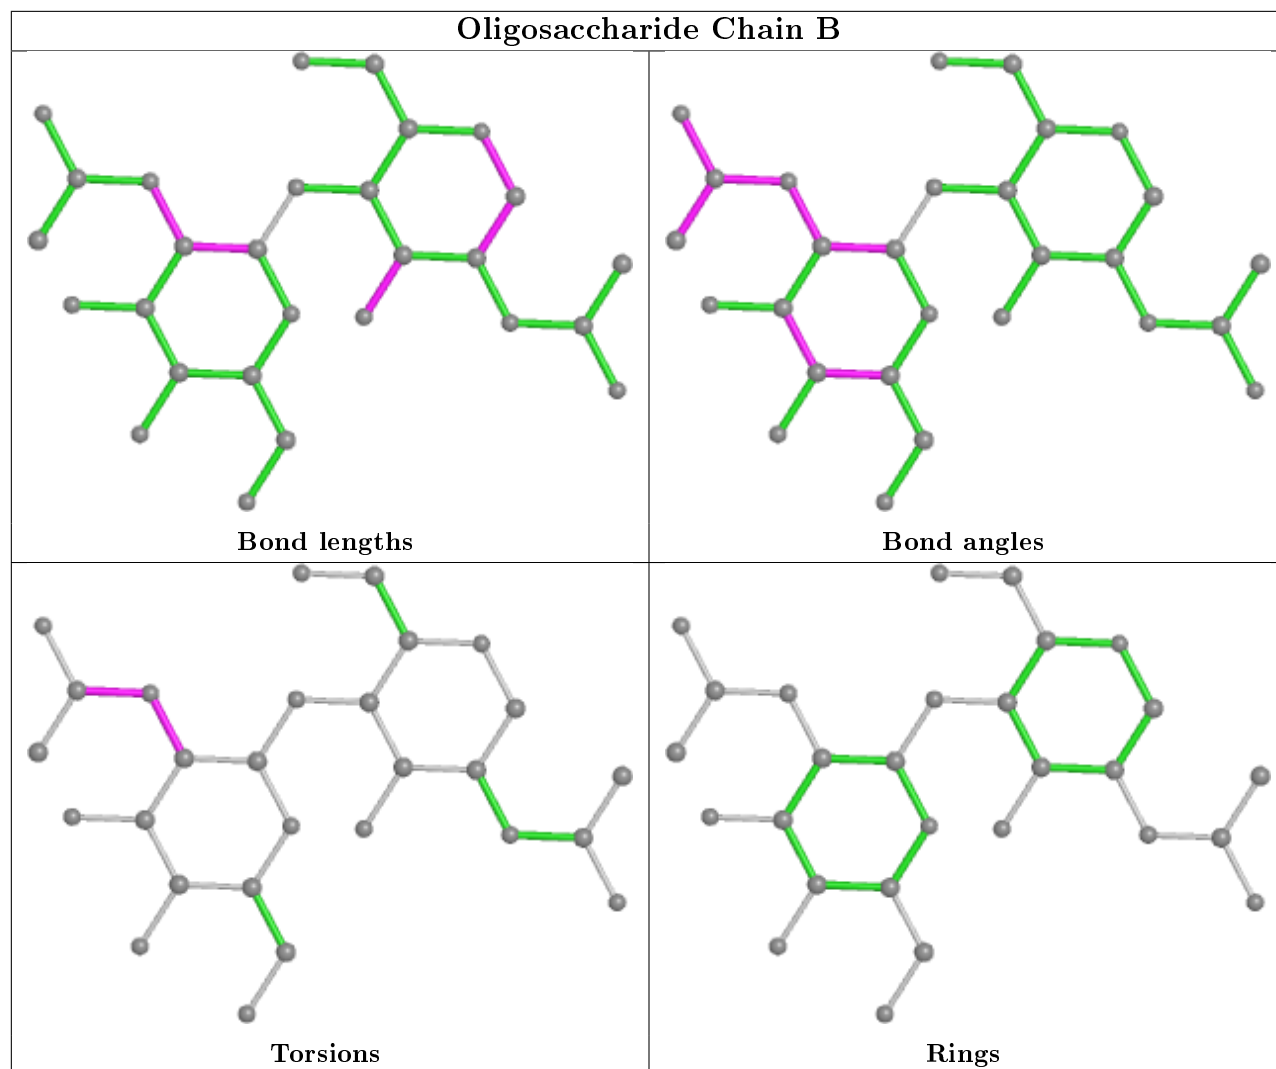 Oligosaccharide Chain B
Bond lengths
Bond angles
Torsions
Rings